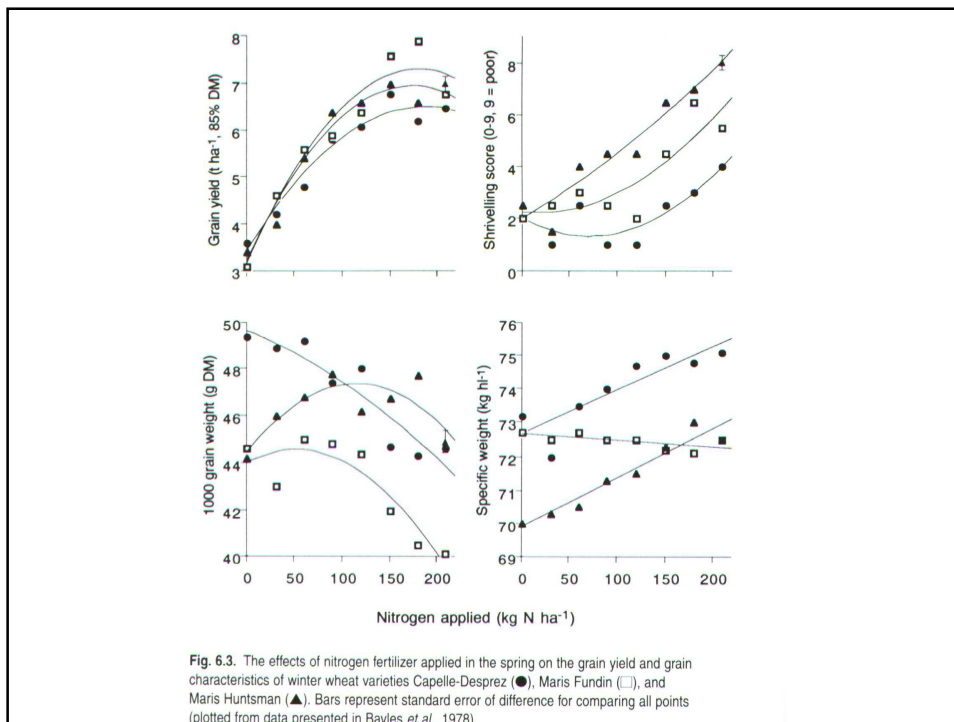 Grain yield (t ha⁻¹, 85% DM)
8
7
6
5
4
3
Shrivelling score (0-9, 9 = poor)
8
6
4
2
0
1000 grain weight (g DM)
50
48
46
44
42
40
0 50 100 150 200
Specific weight (kg hl⁻¹)
76
75
74
73
72
71
70
69
0 50 100 150 200
Nitrogen applied (kg N ha⁻¹)
Fig. 6.3. The effects of nitrogen fertilizer applied in the spring on the grain yield and grain
characteristics of winter wheat varieties Capelle-Desprez (●), Maris Fundin (□), and
Maris Huntsman (▲). Bars represent standard error of difference for comparing all points
(plotted from data presented in Bayles et al., 1978)